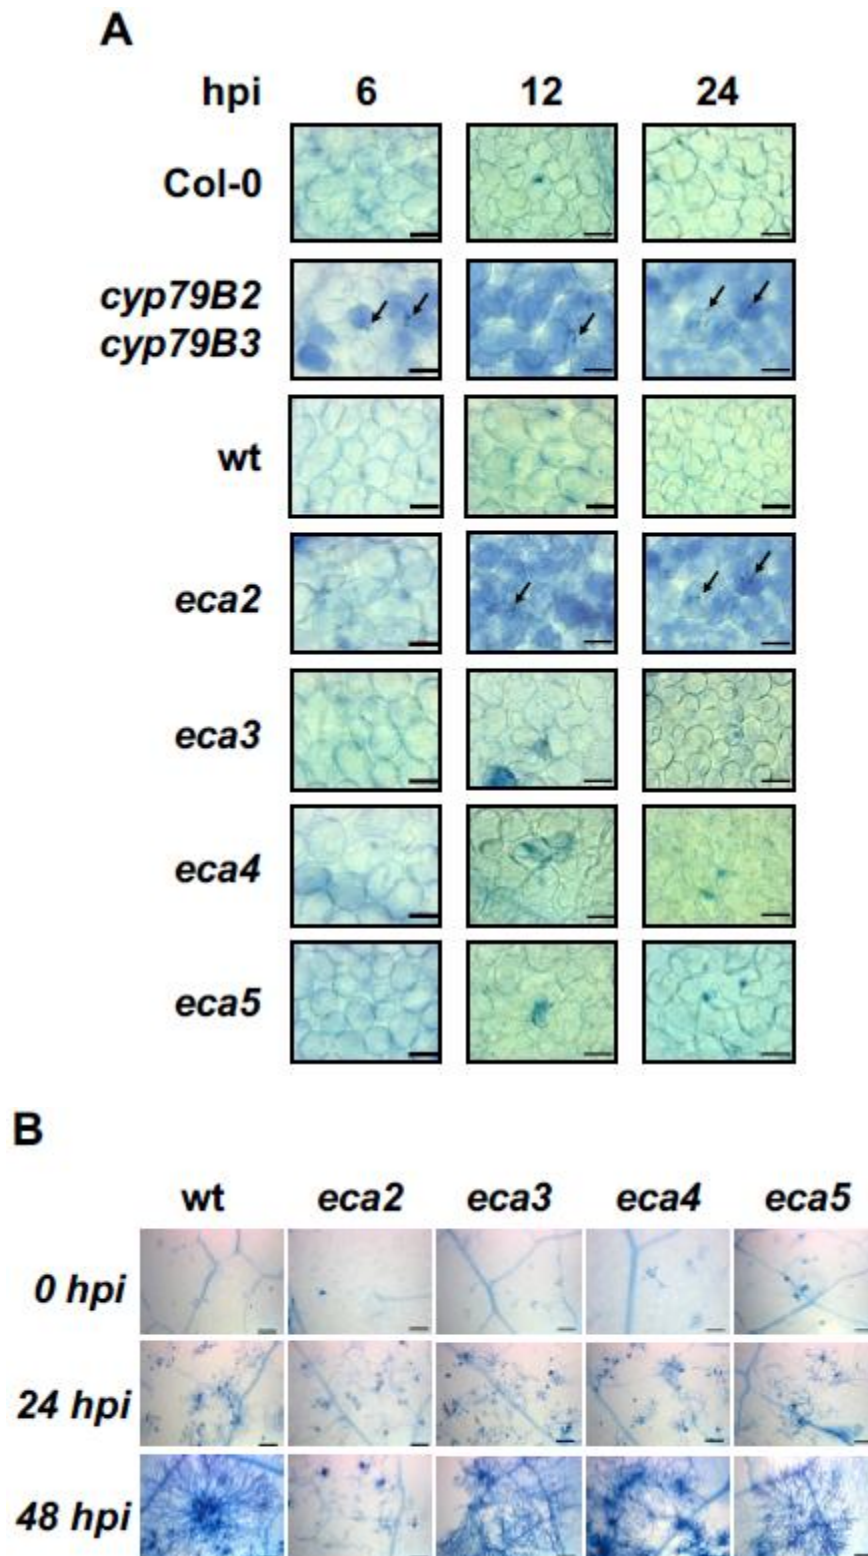 A
hpi 6 12 24
Col-0
cyp79B2
cyp79B3
wt
eca2
eca3
eca4
eca5
B
wt eca2 eca3 eca4 eca5
0 hpi
24 hpi
48 hpi